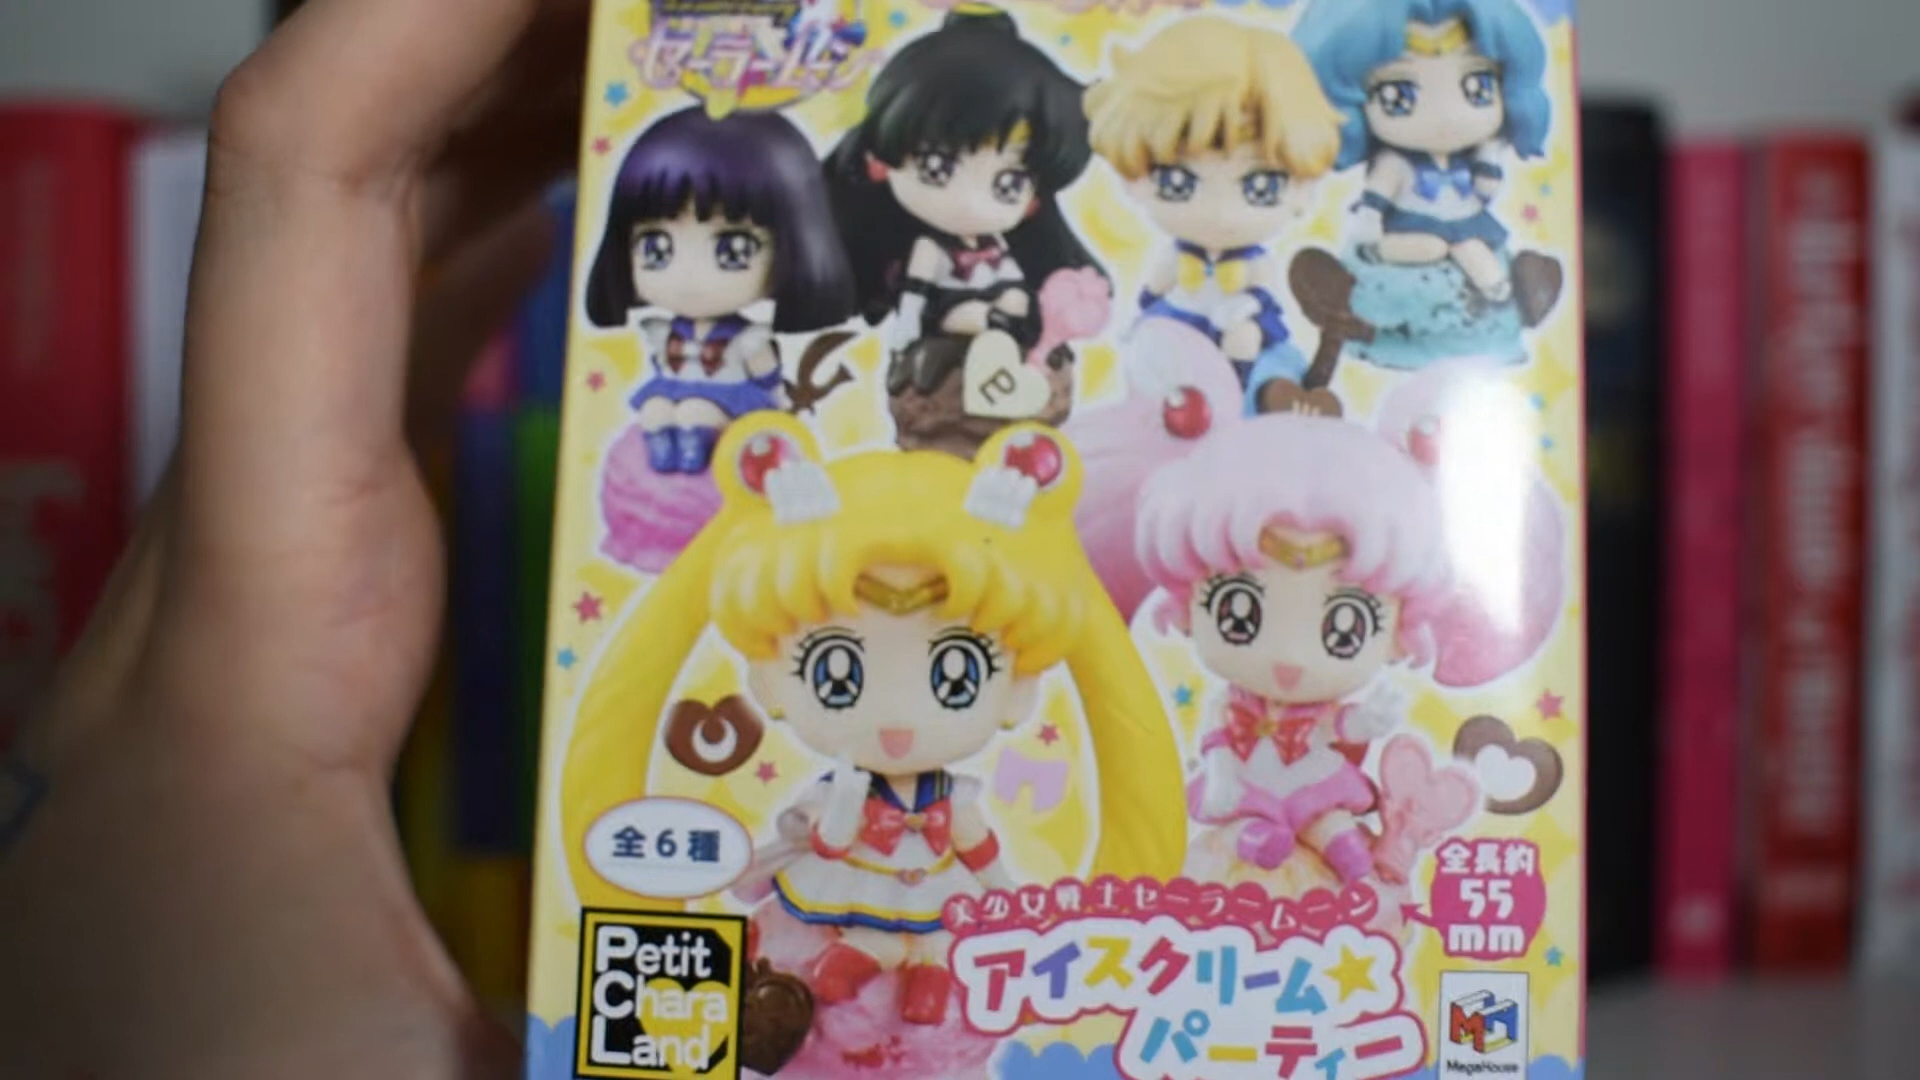 セーラームーン
B
全6種
全長約
55
mm
美少女戦士セーラームーン
アイスクリーム★
パーティー
Petit
Chara
Land
MegaHouse